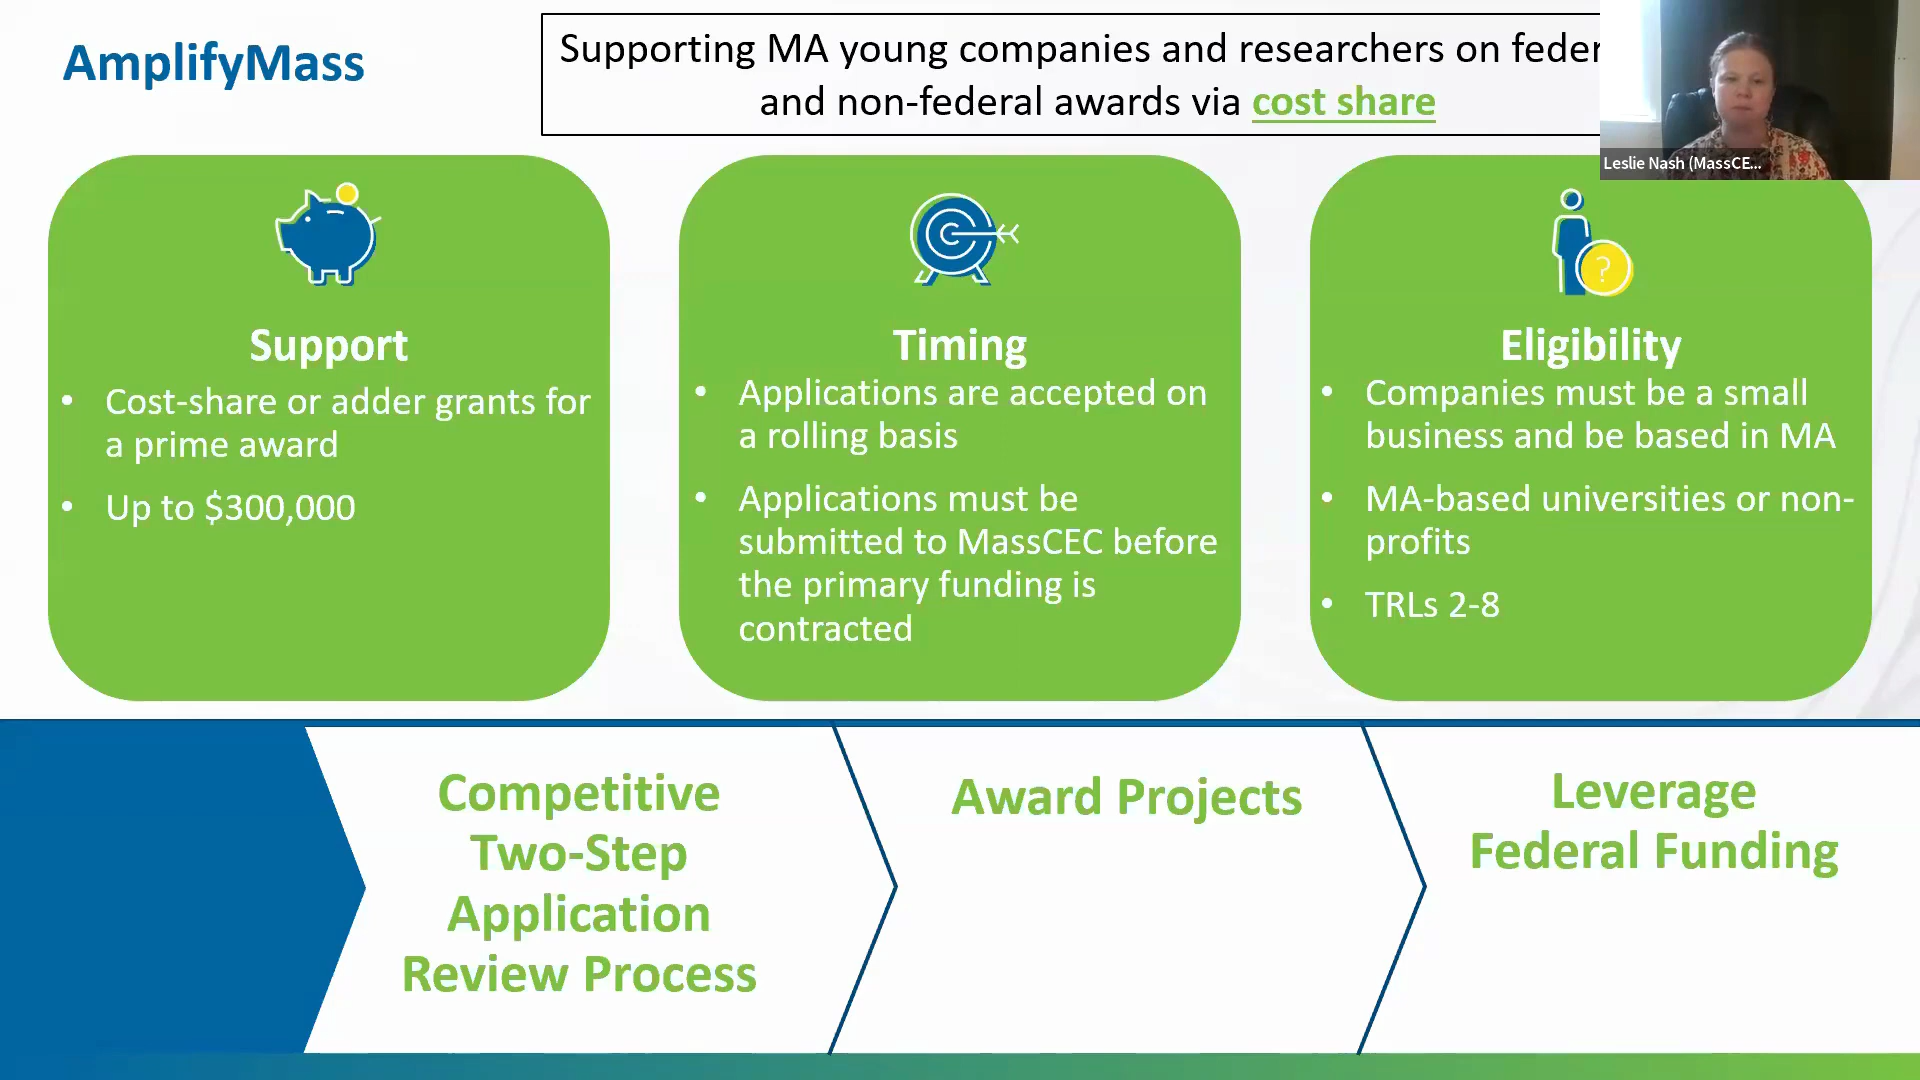 AmplifyMass
Supporting MA young companies and researchers on feder
and non-federal awards via cost share
Leslie Nash (MassCE...
Support
• Cost-share or adder grants for
a prime award
• Up to $300,000
Timing
• Applications are accepted on
a rolling basis
• Applications must be
submitted to MassCEC before
the primary funding is
contracted
?
Eligibility
• Companies must be a small
business and be based in MA
• MA-based universities or non-
profits
• TRLs 2-8
Competitive
Two-Step
Application
Review Process
Award Projects
Leverage
Federal Funding